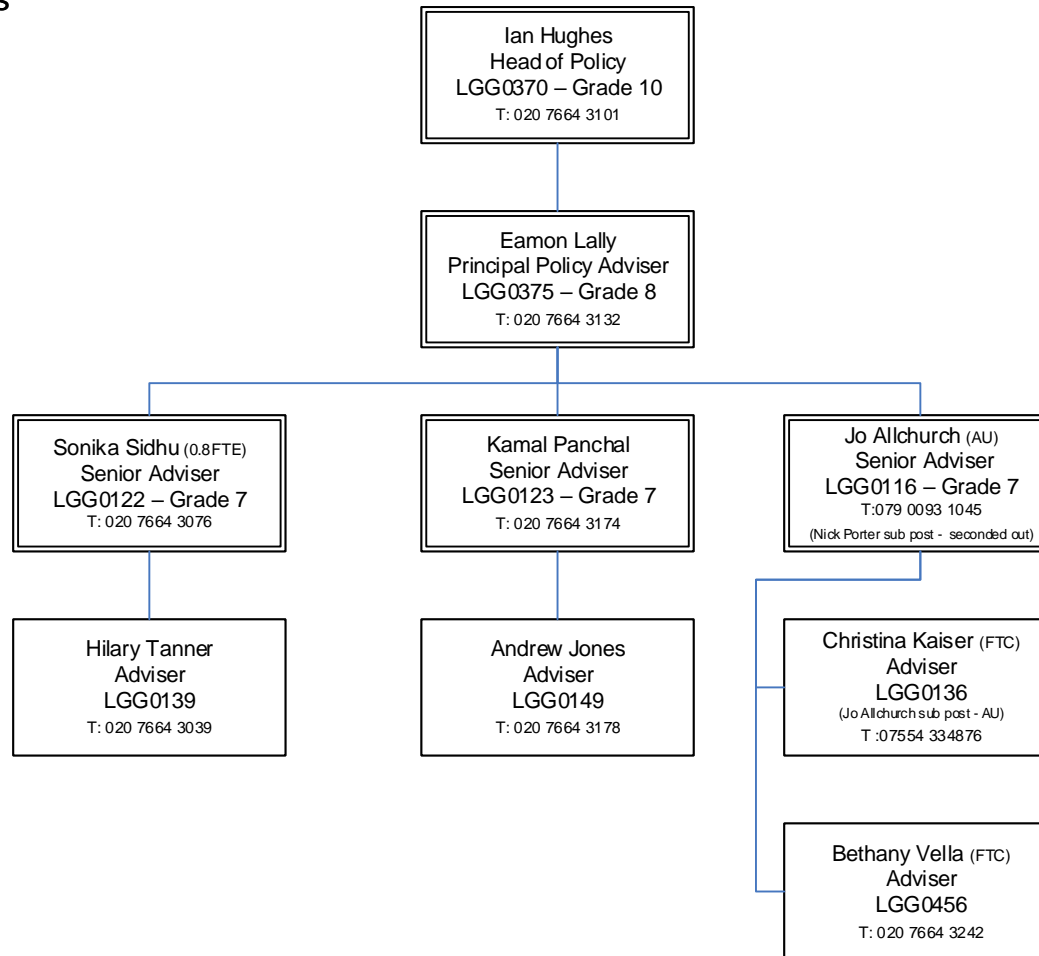 s
Ian Hughes
Head of Policy
LGG0370 – Grade 10
T: 020 7664 3101
Eamon Lally
Principal Policy Adviser
LGG0375 – Grade 8
T: 020 7664 3132
Sonika Sidhu (0.8FTE)
Senior Adviser
LGG0122 – Grade 7
T: 020 7664 3076
Kamal Panchal
Senior Adviser
LGG0123 – Grade 7
T: 020 7664 3174
Jo Allchurch (AU)
Senior Adviser
LGG0116 – Grade 7
T:079 0093 1045
(Nick Porter sub post - seconded out)
Hilary Tanner
Adviser
LGG0139
T: 020 7664 3039
Andrew Jones
Adviser
LGG0149
T: 020 7664 3178
Christina Kaiser (FTC)
Adviser
LGG0136
(Jo Allchurch sub post - AU)
T :07554 334876
Bethany Vella (FTC)
Adviser
LGG0456
T: 020 7664 3242